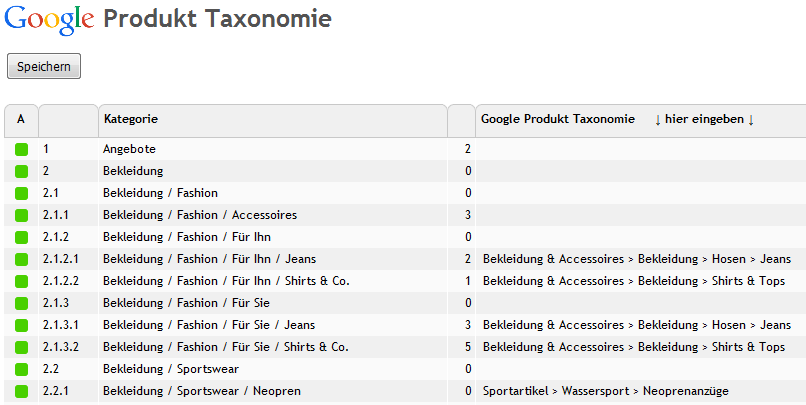 Google Produkt Taxonomie
Speichern
A Kategorie Google Produkt Taxonomie ↓ hier eingeben ↓
1 Angebote 2
2 Bekleidung 0
2.1 Bekleidung / Fashion 0
2.1.1 Bekleidung / Fashion / Accessoires 3
2.1.2 Bekleidung / Fashion / Für Ihn 0
2.1.2.1 Bekleidung / Fashion / Für Ihn / Jeans 2 Bekleidung & Accessoires > Bekleidung > Hosen > Jeans
2.1.2.2 Bekleidung / Fashion / Für Ihn / Shirts & Co. 1 Bekleidung & Accessoires > Bekleidung > Shirts & Tops
2.1.3 Bekleidung / Fashion / Für Sie 0
2.1.3.1 Bekleidung / Fashion / Für Sie / Jeans 3 Bekleidung & Accessoires > Bekleidung > Hosen > Jeans
2.1.3.2 Bekleidung / Fashion / Für Sie / Shirts & Co. 5 Bekleidung & Accessoires > Bekleidung > Shirts & Tops
2.2 Bekleidung / Sportswear 0
2.2.1 Bekleidung / Sportswear / Neopren 0 Sportartikel > Wassersport > Neoprenanzüge